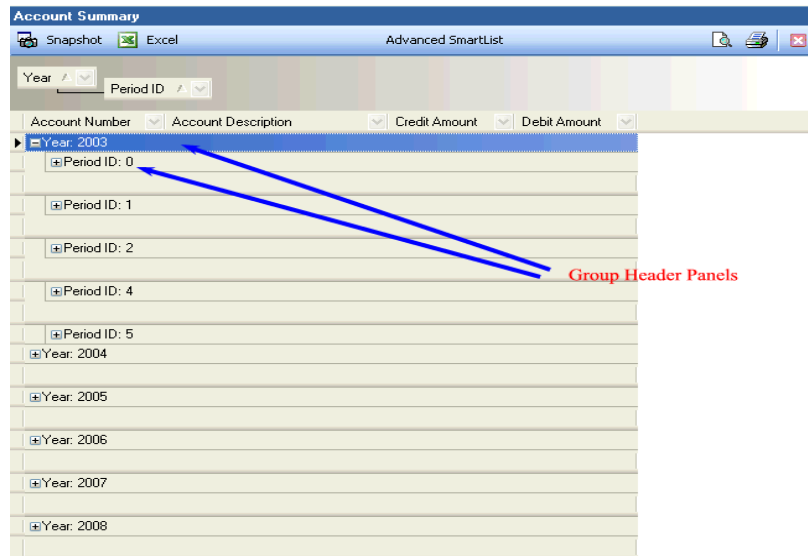 Account Summary
Snapshot Excel Advanced SmartList
Year
Period ID
Account Number Account Description Credit Amount Debit Amount
Year: 2003
Period ID: 0
Period ID: 1
Period ID: 2
Group Header Panels
Period ID: 4
Period ID: 5
Year: 2004
Year: 2005
Year: 2006
Year: 2007
Year: 2008